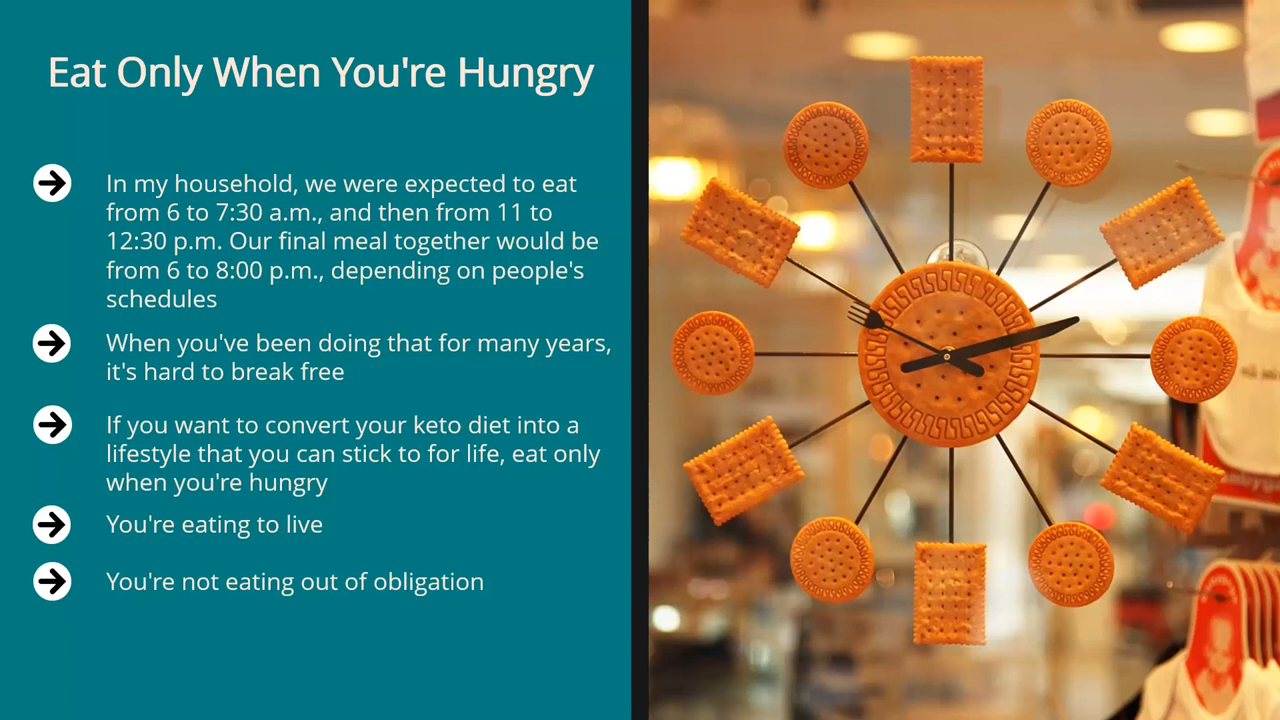 Eat Only When You're Hungry
In my household, we were expected to eat
from 6 to 7:30 a.m., and then from 11 to
12:30 p.m. Our final meal together would be
from 6 to 8:00 p.m., depending on people's
schedules
When you've been doing that for many years,
it's hard to break free
If you want to convert your keto diet into a
lifestyle that you can stick to for life, eat only
when you're hungry
You're eating to live
You're not eating out of obligation